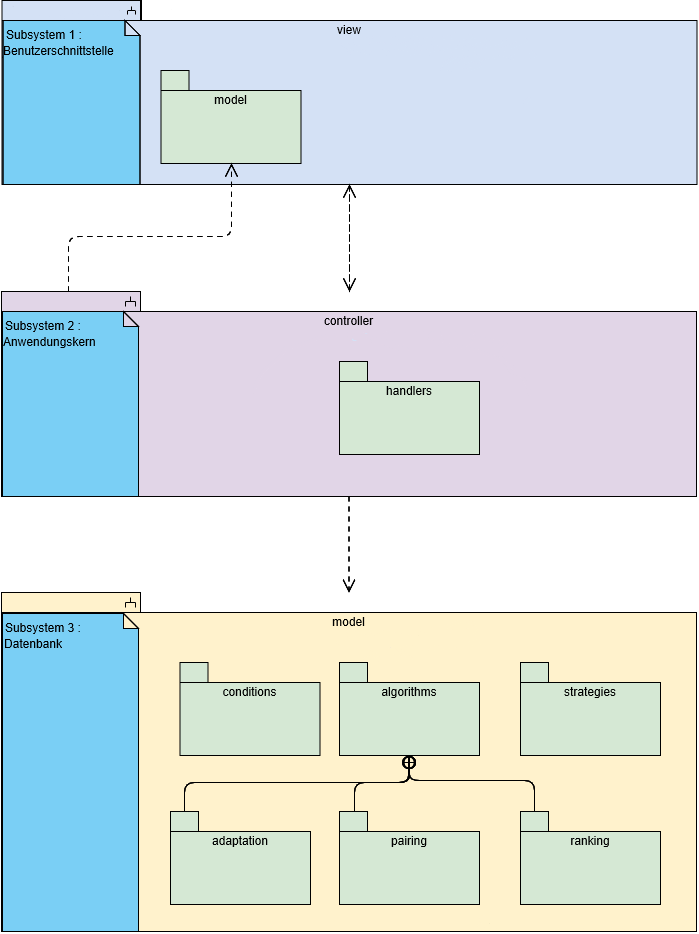 Subsystem 1 :
Benutzerschnittstelle
view
model
Subsystem 2 :
Anwendungskern
controller
handlers
Subsystem 3 :
Datenbank
model
conditions
algorithms
strategies
adaptation
pairing
ranking